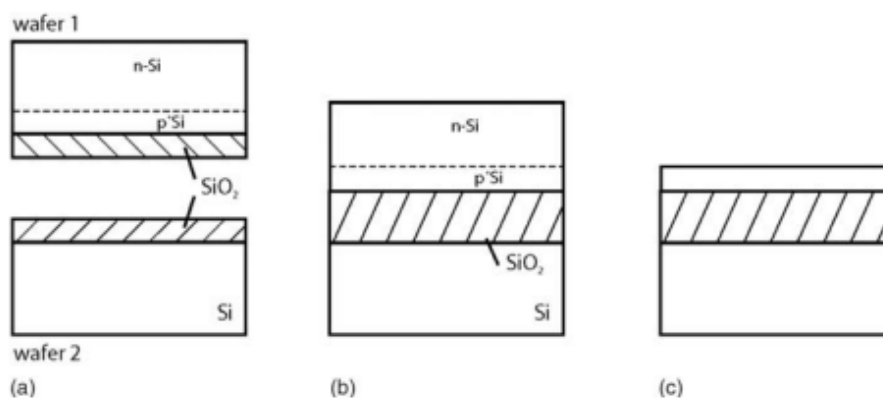 wafer 1
n-Si
p⁺Si
SiO₂
Si
wafer 2
(a)
n-Si
p⁺Si
SiO₂
Si
(b)
(c)